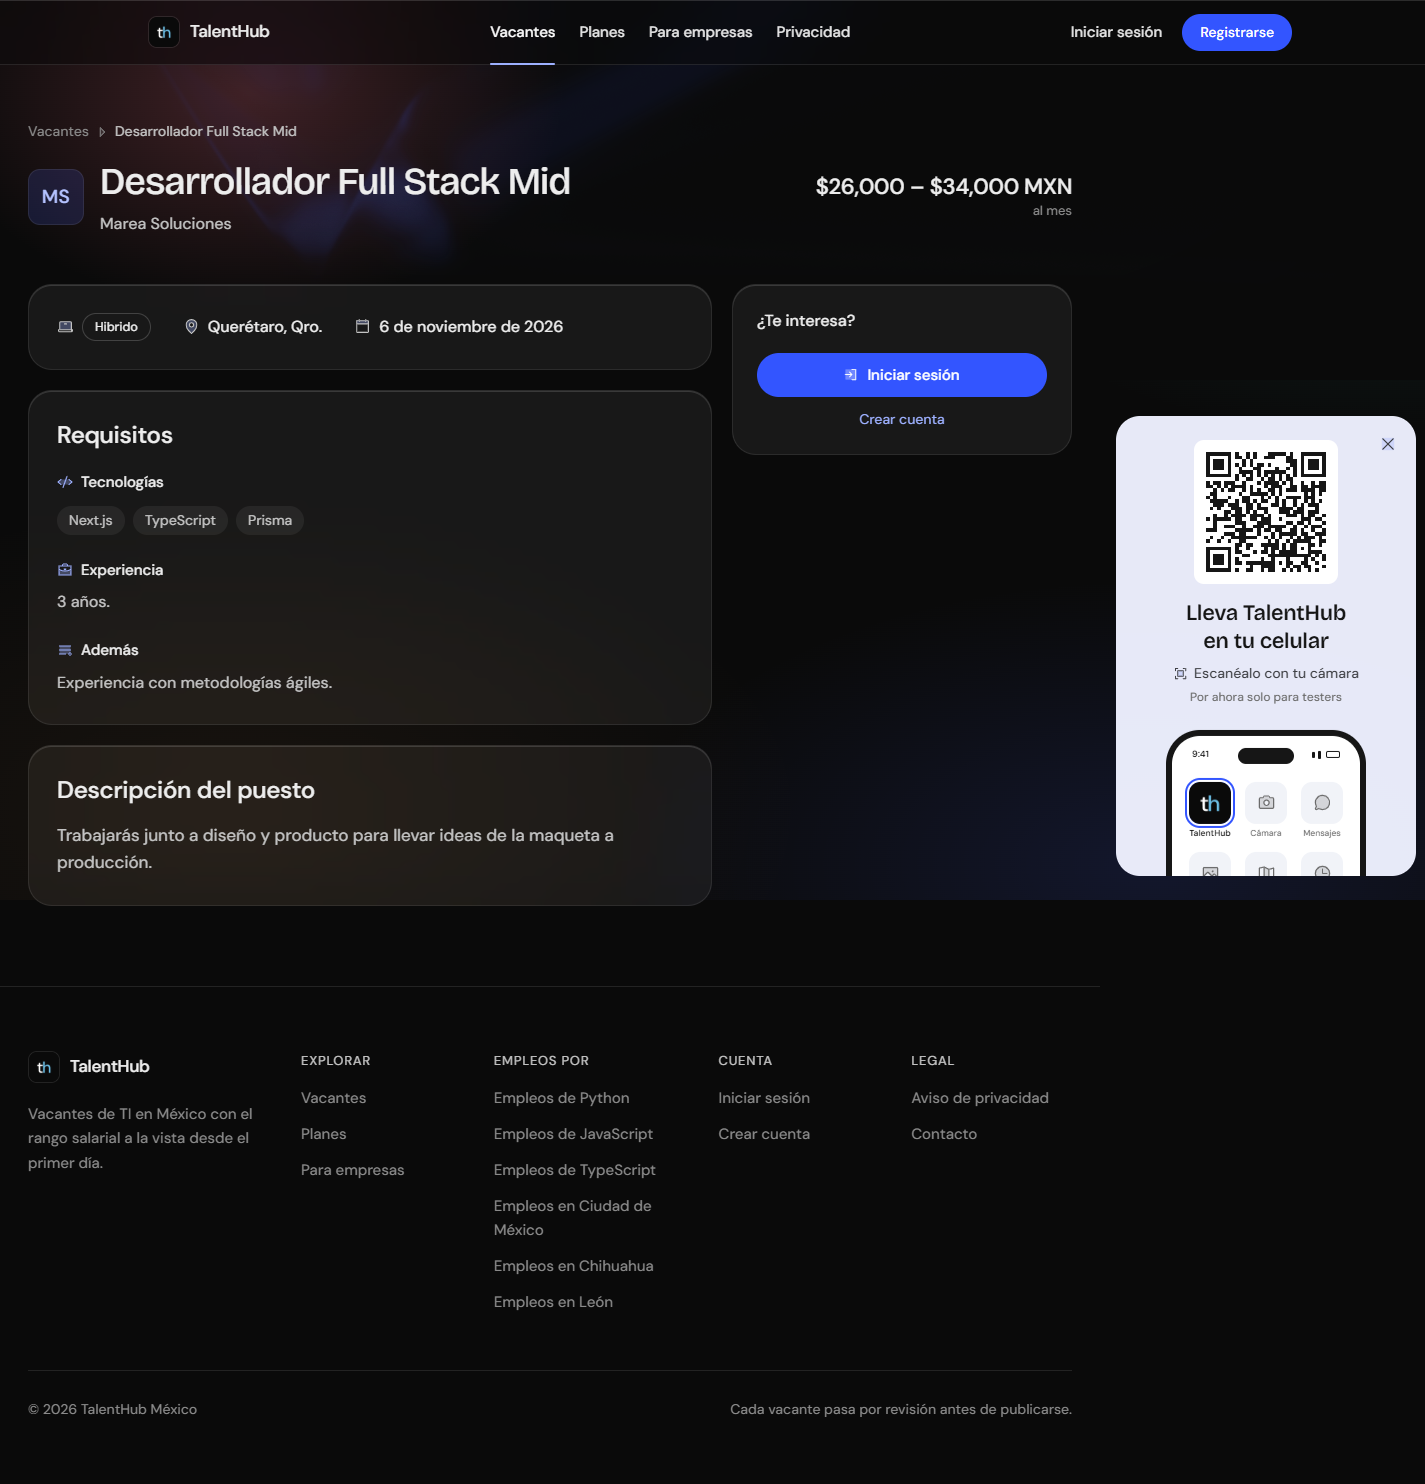 th TalentHub
Vacantes Planes Para empresas Privacidad
Iniciar sesión Registrarse
Vacantes Desarrollador Full Stack Mid
MS
Desarrollador Full Stack Mid
Marea Soluciones
$26,000 – $34,000 MXN
al mes
Híbrido Querétaro, Qro. 6 de noviembre de 2026
¿Te interesa?
Iniciar sesión
Crear cuenta
Requisitos
Tecnologías
Next.js TypeScript Prisma
Experiencia
3 años.
Además
Experiencia con metodologías ágiles.
Descripción del puesto
Trabajarás junto a diseño y producto para llevar ideas de la maqueta a
producción.
Lleva TalentHub
en tu celular
Escanéalo con tu cámara
Por ahora solo para testers
9:41
th
TalentHub Cámara Mensajes
th TalentHub
Vacantes de TI en México con el
rango salarial a la vista desde el
primer día.
EXPLORAR
Vacantes
Planes
Para empresas
EMPLEOS POR
Empleos de Python
Empleos de JavaScript
Empleos de TypeScript
Empleos en Ciudad de
México
Empleos en Chihuahua
Empleos en León
CUENTA
Iniciar sesión
Crear cuenta
LEGAL
Aviso de privacidad
Contacto
© 2026 TalentHub México
Cada vacante pasa por revisión antes de publicarse.